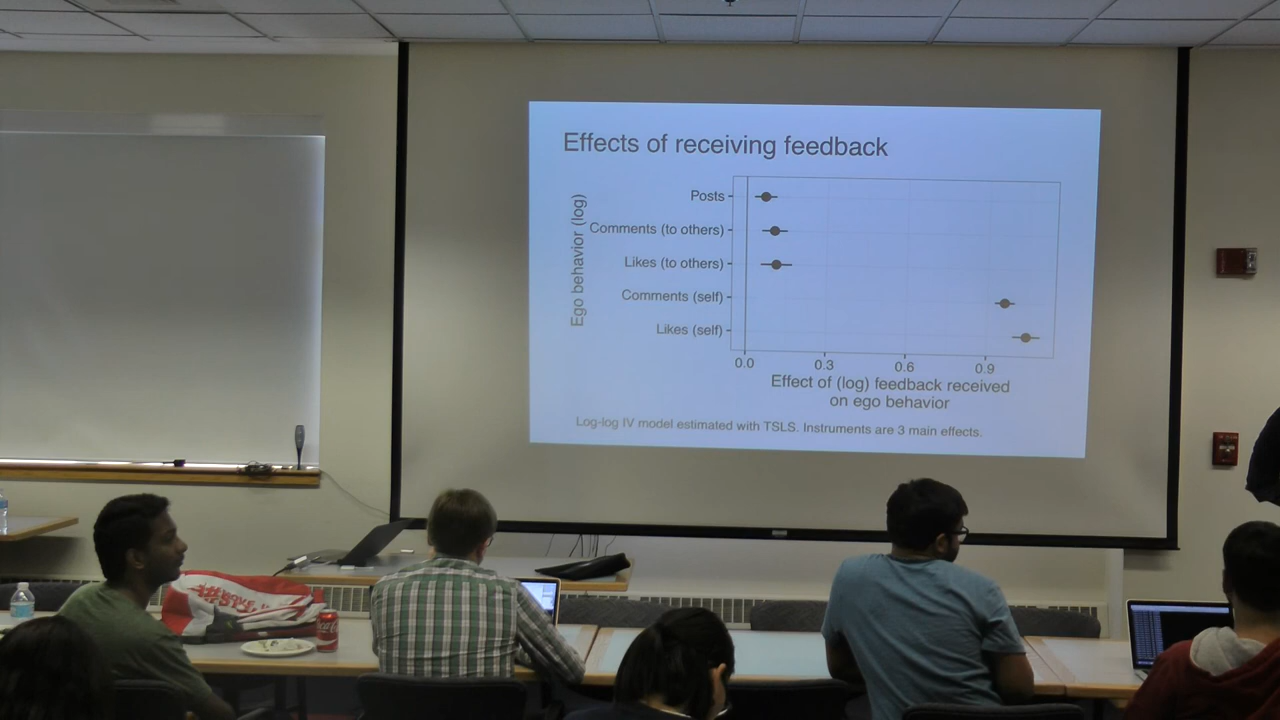 Effects of receiving feedback
Ego behavior (log)
Posts
Comments (to others)
Likes (to others)
Comments (self)
Likes (self)
0.0 0.3 0.6 0.9
Effect of (log) feedback received
on ego behavior
Log-log IV model estimated with TSLS. Instruments are 3 main effects.